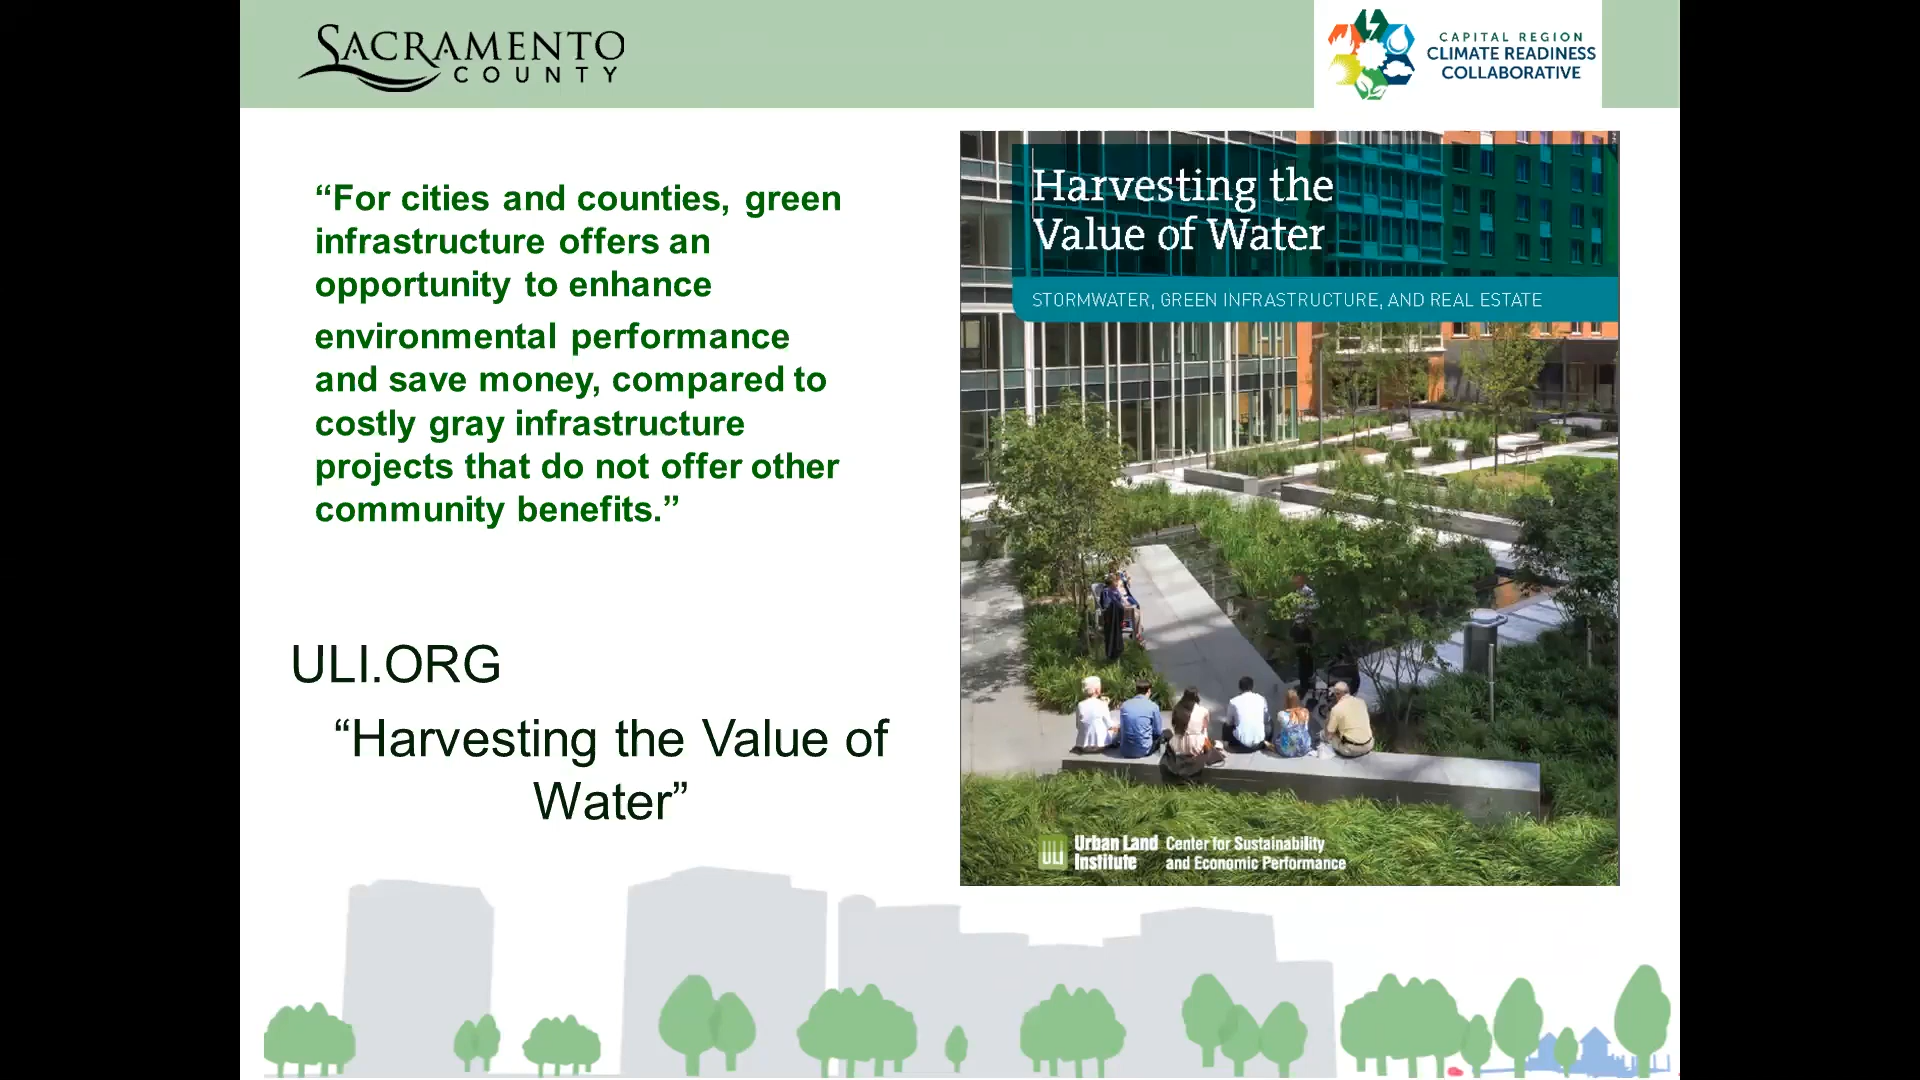 SACRAMENTO
COUNTY
CAPITAL REGION
CLIMATE READINESS
COLLABORATIVE
“For cities and counties, green
infrastructure offers an
opportunity to enhance
environmental performance
and save money, compared to
costly gray infrastructure
projects that do not offer other
community benefits.”
ULI.ORG
“Harvesting the Value of
Water”
Harvesting the
Value of Water
STORMWATER, GREEN INFRASTRUCTURE, AND REAL ESTATE
ULI
Urban Land
Institute
Center for Sustainability
and Economic Performance